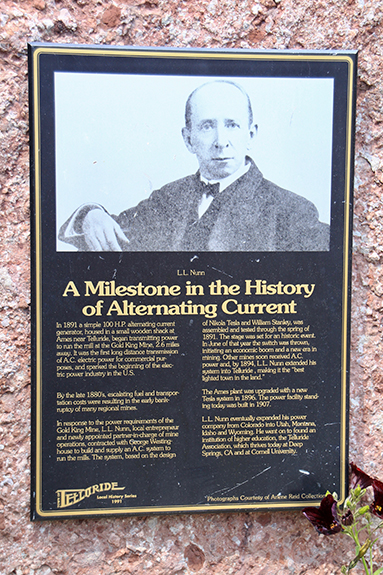 L.L. Nunn
A Milestone in the History
of Alternating Current
In 1891 a simple 100 H.P. alternating current
generator, housed in a small wooden shack at
Ames near Telluride, began transmitting power
to run the mill at the Gold King Mine, 2.6 miles
away. It was the first long distance transmission
of A.C. electric power for commercial pur-
poses, and sparked the beginning of the elec-
tric power industry in the U.S.
By the late 1880's, escalating fuel and transpor-
tation costs were resulting in the early bank-
ruptcy of many regional mines.
In response to the power requirements of the
Gold King Mine, L.L. Nunn, local entrepreneur
and newly appointed partner-in-charge of mine
operations, contracted with George Westing-
house to build and supply an A.C. system to
run the mills. The system, based on the design
of Nikola Tesla and William Stanky, was
assembled and tested through the spring of
1891. The stage was set for an historic event.
In June of that year the switch was thrown,
initiating an economic boom and a new era in
mining. Other mines soon received A.C.
power and, by 1894, L.L. Nunn extended his
system into Telluride, making it the "best
lighted town in the land."
The Ames plant was upgraded with a new
Tesla system in 1896. The power facility stand-
ing today was built in 1907.
L.L. Nunn eventually expanded his power
company from Colorado into Utah, Montana,
Idaho and Wyoming. He went on to found an
institution of higher education, the Telluride
Association, which thrives today at Deep
Springs, CA and at Cornell University.
TELLURIDE
Local History Series
1991
Photographs Courtesy of Arlene Reid Collection